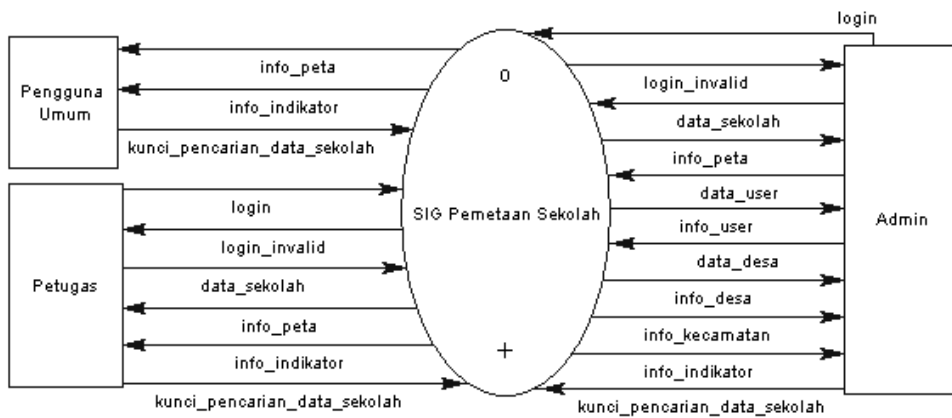 login
Pengguna
Umum
info_peta
info_indikator
kunci_pencarian_data_sekolah
Petugas
login
login_invalid
data_sekolah
info_peta
info_indikator
kunci_pencarian_data_sekolah
0
SIG Pemetaan Sekolah
+
login_invalid
data_sekolah
info_peta
data_user
info_user
data_desa
info_desa
info_kecamatan
info_indikator
kunci_pencarian_data_sekolah
Admin